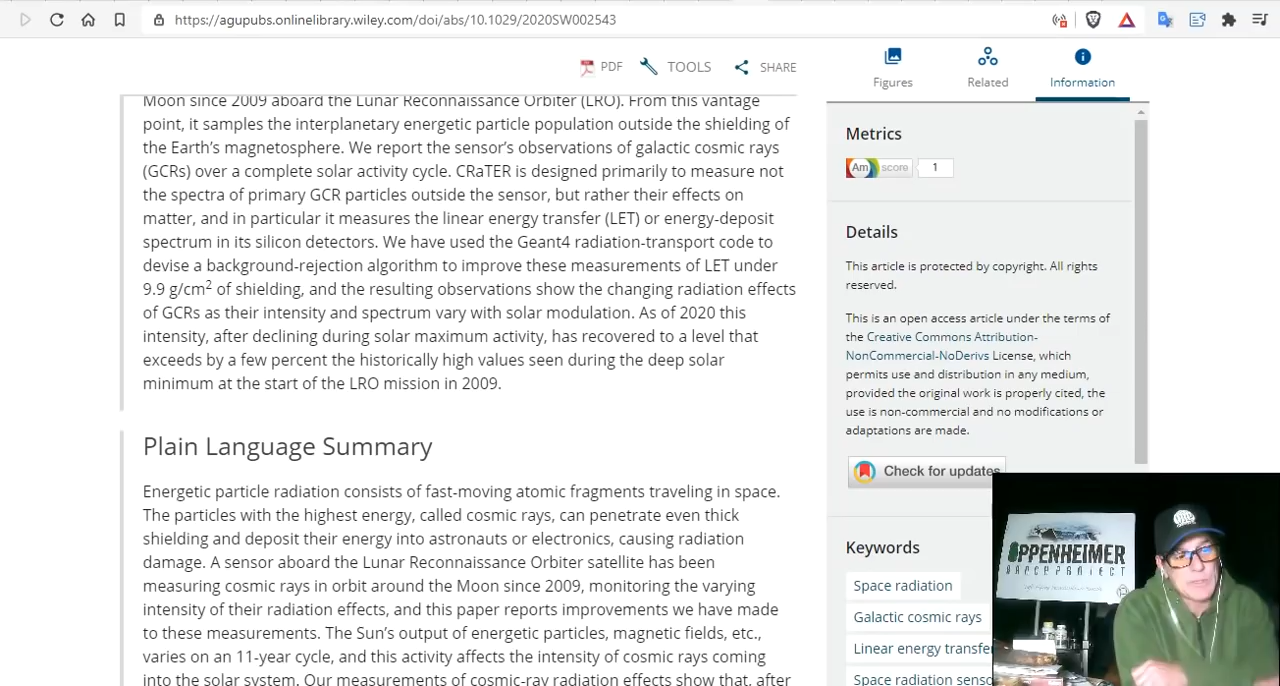 https://agupubs.onlinelibrary.wiley.com/doi/abs/10.1029/2020SW002543
PDF
TOOLS
SHARE
Figures
Related
Information
Moon since 2009 aboard the Lunar Reconnaissance Orbiter (LRO). From this vantage
point, it samples the interplanetary energetic particle population outside the shielding of
the Earth's magnetosphere. We report the sensor's observations of galactic cosmic rays
(GCRs) over a complete solar activity cycle. CRaTER is designed primarily to measure not
the spectra of primary GCR particles outside the sensor, but rather their effects on
matter, and in particular it measures the linear energy transfer (LET) or energy-deposit
spectrum in its silicon detectors. We have used the Geant4 radiation-transport code to
devise a background-rejection algorithm to improve these measurements of LET under
9.9 g/cm2 of shielding, and the resulting observations show the changing radiation effects
of GCRs as their intensity and spectrum vary with solar modulation. As of 2020 this
intensity, after declining during solar maximum activity, has recovered to a level that
exceeds by a few percent the historically high values seen during the deep solar
minimum at the start of the LRO mission in 2009.
Plain Language Summary
Energetic particle radiation consists of fast-moving atomic fragments traveling in space.
The particles with the highest energy, called cosmic rays, can penetrate even thick
shielding and deposit their energy into astronauts or electronics, causing radiation
damage. A sensor aboard the Lunar Reconnaissance Orbiter satellite has been
measuring cosmic rays in orbit around the Moon since 2009, monitoring the varying
intensity of their radiation effects, and this paper reports improvements we have made
to these measurements. The Sun's output of energetic particles, magnetic fields, etc.,
varies on an 11-year cycle, and this activity affects the intensity of cosmic rays coming
into the solar system. Our measurements of cosmic-ray radiation effects show that, after
Metrics
Am score 1
Details
This article is protected by copyright. All rights
reserved.
This is an open access article under the terms of
the Creative Commons Attribution-
NonCommercial-NoDerivs License, which
permits use and distribution in any medium,
provided the original work is properly cited, the
use is non-commercial and no modifications or
adaptations are made.
Check for updates
Keywords
Space radiation
Galactic cosmic rays
Linear energy transfe
Space radiation senso
OPPENHEIMER
RANCH PROJECT